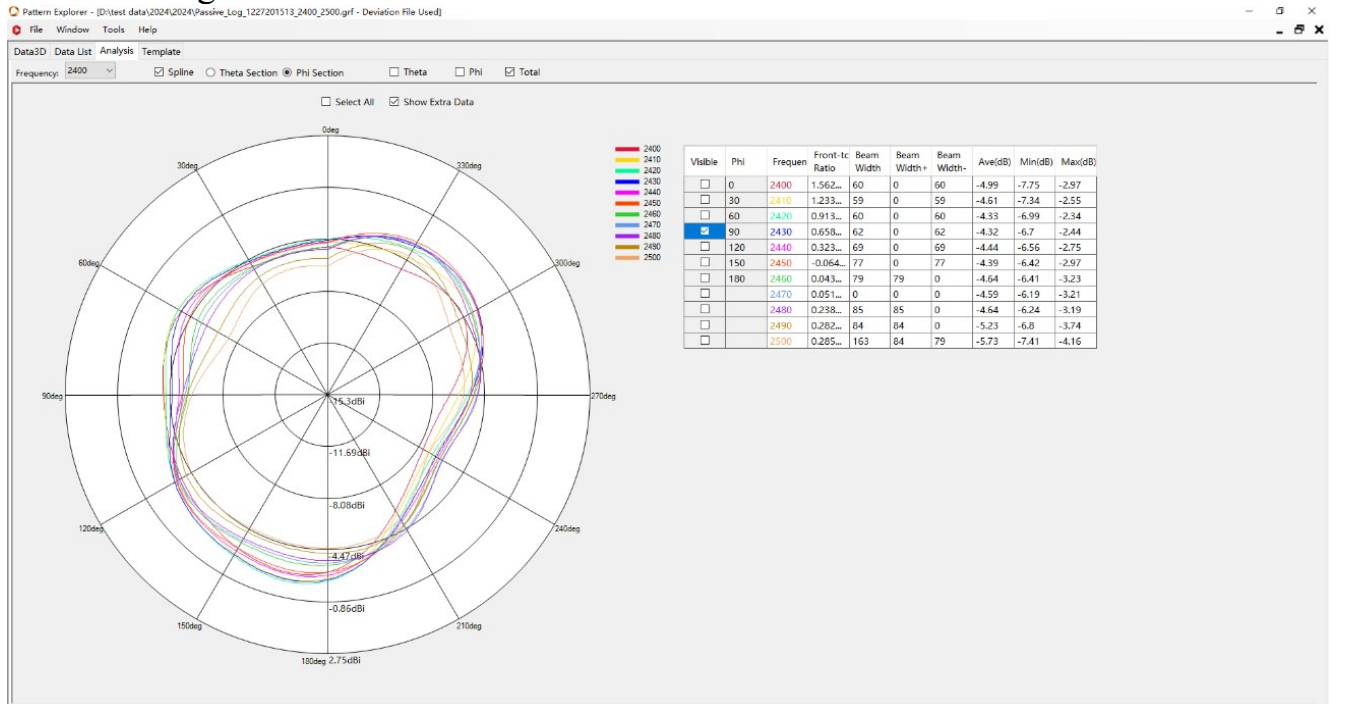 Pattern Explorer - [D:\test data\2024\2024\Passive_Log_1227201513_2400_2500.grf - Deviation File Used]
File Window Tools Help
Data3D Data List Analysis Template
Frequency: 2400 Spline Theta Section Phi Section Theta Phi Total
Select All Show Extra Data
0deg
30deg
330deg
60deg
300deg
90deg
270deg
120deg
240deg
150deg
210deg
180deg
-15.3dBi
-11.69dBi
-8.08dBi
-4.47dBi
-0.86dBi
2.75dBi
2400
2410
2420
2430
2440
2450
2460
2470
2480
2490
2500
Visible Phi Frequen Front-tc Ratio Beam Width Beam Width+ Beam Width- Ave(dB) Min(dB) Max(dB)
0 2400 1.562... 60 0 60 -4.99 -7.75 -2.97
30 2410 1.233... 59 0 59 -4.61 -7.34 -2.55
60 2420 0.913... 60 0 60 -4.33 -6.99 -2.34
90 2430 0.658... 62 0 62 -4.32 -6.7 -2.44
120 2440 0.323... 69 0 69 -4.44 -6.56 -2.75
150 2450 -0.064... 77 0 77 -4.39 -6.42 -2.97
180 2460 0.043... 79 79 0 -4.64 -6.41 -3.23
2470 0.051... 0 0 0 -4.59 -6.19 -3.21
2480 0.238... 85 85 0 -4.64 -6.24 -3.19
2490 0.282... 84 84 0 -5.23 -6.8 -3.74
2500 0.285... 163 84 79 -5.73 -7.41 -4.16